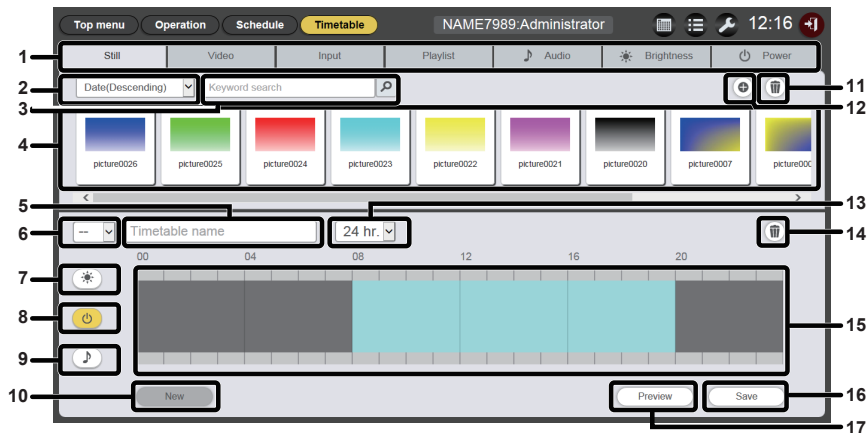 Top menu Operation Schedule Timetable NAME7989:Administrator 12:16
1 Still Video Input Playlist Audio Brightness Power
2 Date(Descending) Keyword search 11
3 12
4 picture0026 picture0025 picture0024 picture0023 picture0022 picture0021 picture0020 picture0007 picture000
5 13
6 -- Timetable name 24 hr. 14
00 04 08 12 16 20
7
8 15
9
10 New Preview Save 16
17